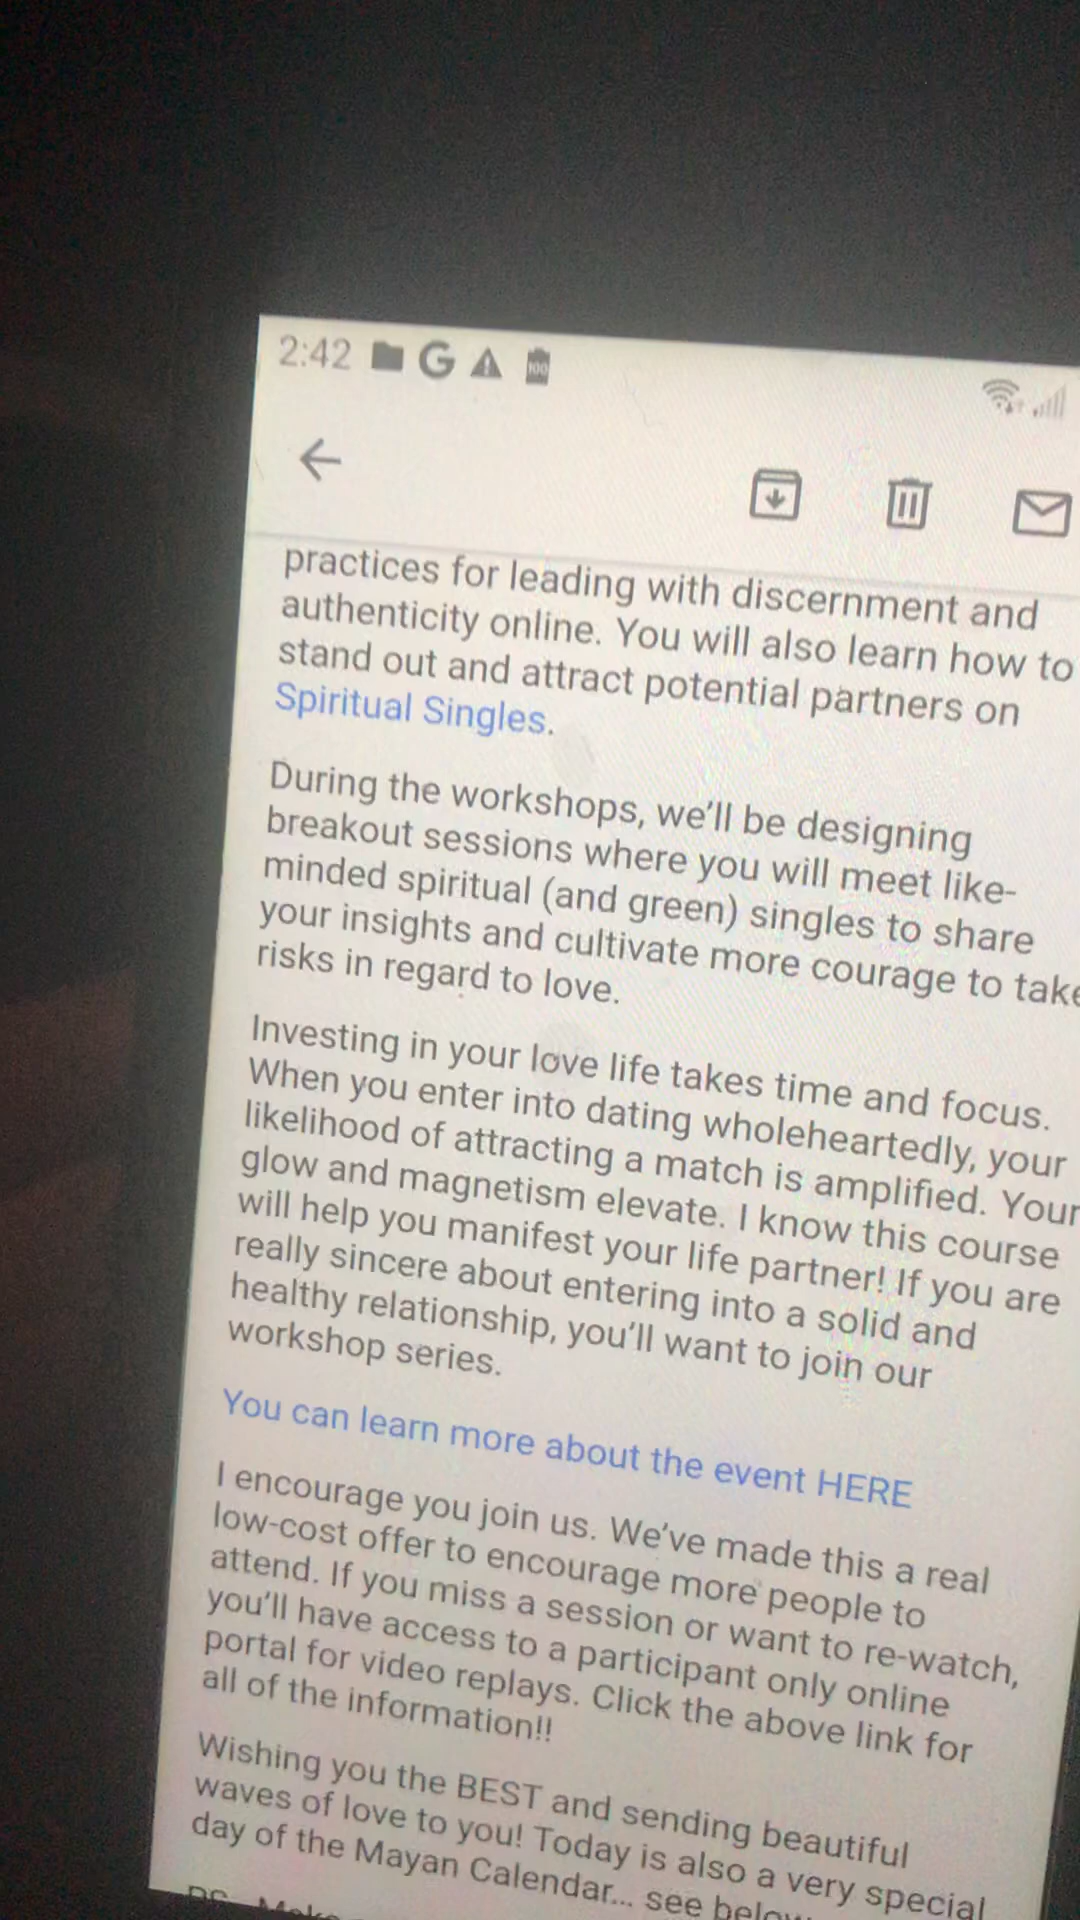 2:42 G 100
practices for leading with discernment and
authenticity online. You will also learn how to
stand out and attract potential partners on
Spiritual Singles.
During the workshops, we'll be designing
breakout sessions where you will meet like-
minded spiritual (and green) singles to share
your insights and cultivate more courage to take
risks in regard to love.
Investing in your love life takes time and focus.
When you enter into dating wholeheartedly, your
likelihood of attracting a match is amplified. Your
glow and magnetism elevate. I know this course
will help you manifest your life partner! If you are
really sincere about entering into a solid and
healthy relationship, you'll want to join our
workshop series.
You can learn more about the event HERE
I encourage you join us. We've made this a real
low-cost offer to encourage more people to
attend. If you miss a session or want to re-watch,
you'll have access to a participant only online
portal for video replays. Click the above link for
all of the information!!
Wishing you the BEST and sending beautiful
waves of love to you! Today is also a very special
day of the Mayan Calendar... see below